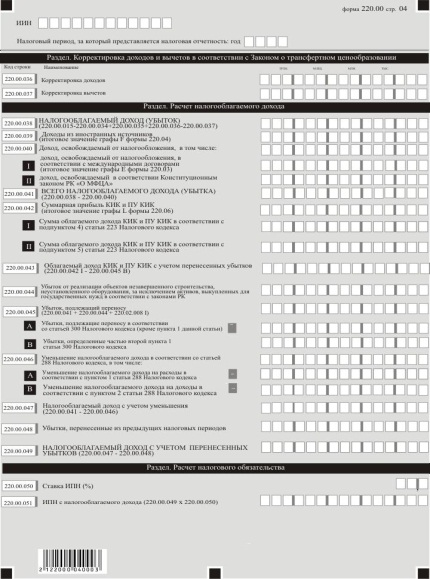 форма 220.00 стр. 04
ИИН
Налоговый период, за который представляется налоговая отчетность: год
Раздел. Корректировка доходов и вычетов в соответствии с Законом о трансфертном ценообразовании
Код строки Наименование
220.00.036 Корректировка доходов
220.00.037 Корректировка вычетов
Раздел. Расчет налогооблагаемого дохода
220.00.038 НАЛОГООБЛАГАЕМЫЙ ДОХОД (УБЫТОК)
(220.00.015-220.00.034+220.00.035+220.00.036-220.00.037)
220.00.039 Доходы из иностранных источников
(итоговое значение графы F формы 220.04)
220.00.040 Доход, освобождаемый от налогообложения, в том числе:
I доход, освобождаемый от налогообложения, в
соответствии с международными договорами
(итоговое значение графы E формы 220.03)
II доход, освобождаемый в соответствии Конституционным
законом РК «О МФЦА»
220.00.041 ВСЕГО НАЛОГООБЛАГАЕМОГО ДОХОДА (УБЫТКА)
(220.00.038 - 220.00.040)
220.00.042 Суммарная прибыль КИК и ПУ КИК
(итоговое значение графы L формы 220.06)
I Сумма облагаемого дохода КИК и ПУ КИК в соответствии с
подпунктом 4) статьи 223 Налогового кодекса
II Сумма облагаемого дохода КИК и ПУ КИК в соответствии с
подпунктом 5) статьи 223 Налогового кодекса
220.00.043 Облагаемый доход КИК и ПУ КИК с учетом перенесенных убытков
(220.00.042 I - 220.00.045 B)
220.00.044 Убыток от реализации объектов незавершенного строительства,
неустановленного оборудования, за исключением активов, выкупленных для
государственных нужд в соответствии с законами РК
220.00.045 Убыток, подлежащий переносу
(220.00.041 + 220.00.044 + 220.02.008 I)
A Убытки, подлежащие переносу в соответствии
со статьей 300 Налогового кодекса (кроме пункта 1 данной статьи)
B Убытки, определенные частью второй пункта 1
статьи 300 Налогового кодекса
220.00.046 Уменьшение налогооблагаемого дохода в соответствии со статьей
288 Налогового кодекса, в том числе:
A Уменьшение налогооблагаемого дохода на расходы в
соответствии с пунктом 1 статьи 288 Налогового кодекса
B Уменьшение налогооблагаемого дохода на доходы в
соответствии с пунктом 2 статьи 288 Налогового кодекса
220.00.047 Налогооблагаемый доход с учетом уменьшения
(220.00.041 - 220.00.046)
220.00.048 Убытки, перенесенные из предыдущих налоговых периодов
220.00.049 НАЛОГООБЛАГАЕМЫЙ ДОХОД С УЧЕТОМ ПЕРЕНЕСЕННЫХ
УБЫТКОВ (220.00.047 - 220.00.048)
Раздел. Расчет налогового обязательства
220.00.050 Ставка ИПН (%)
220.00.051 ИПН с налогооблагаемого дохода (220.00.049 х 220.00.050)
2122000040003